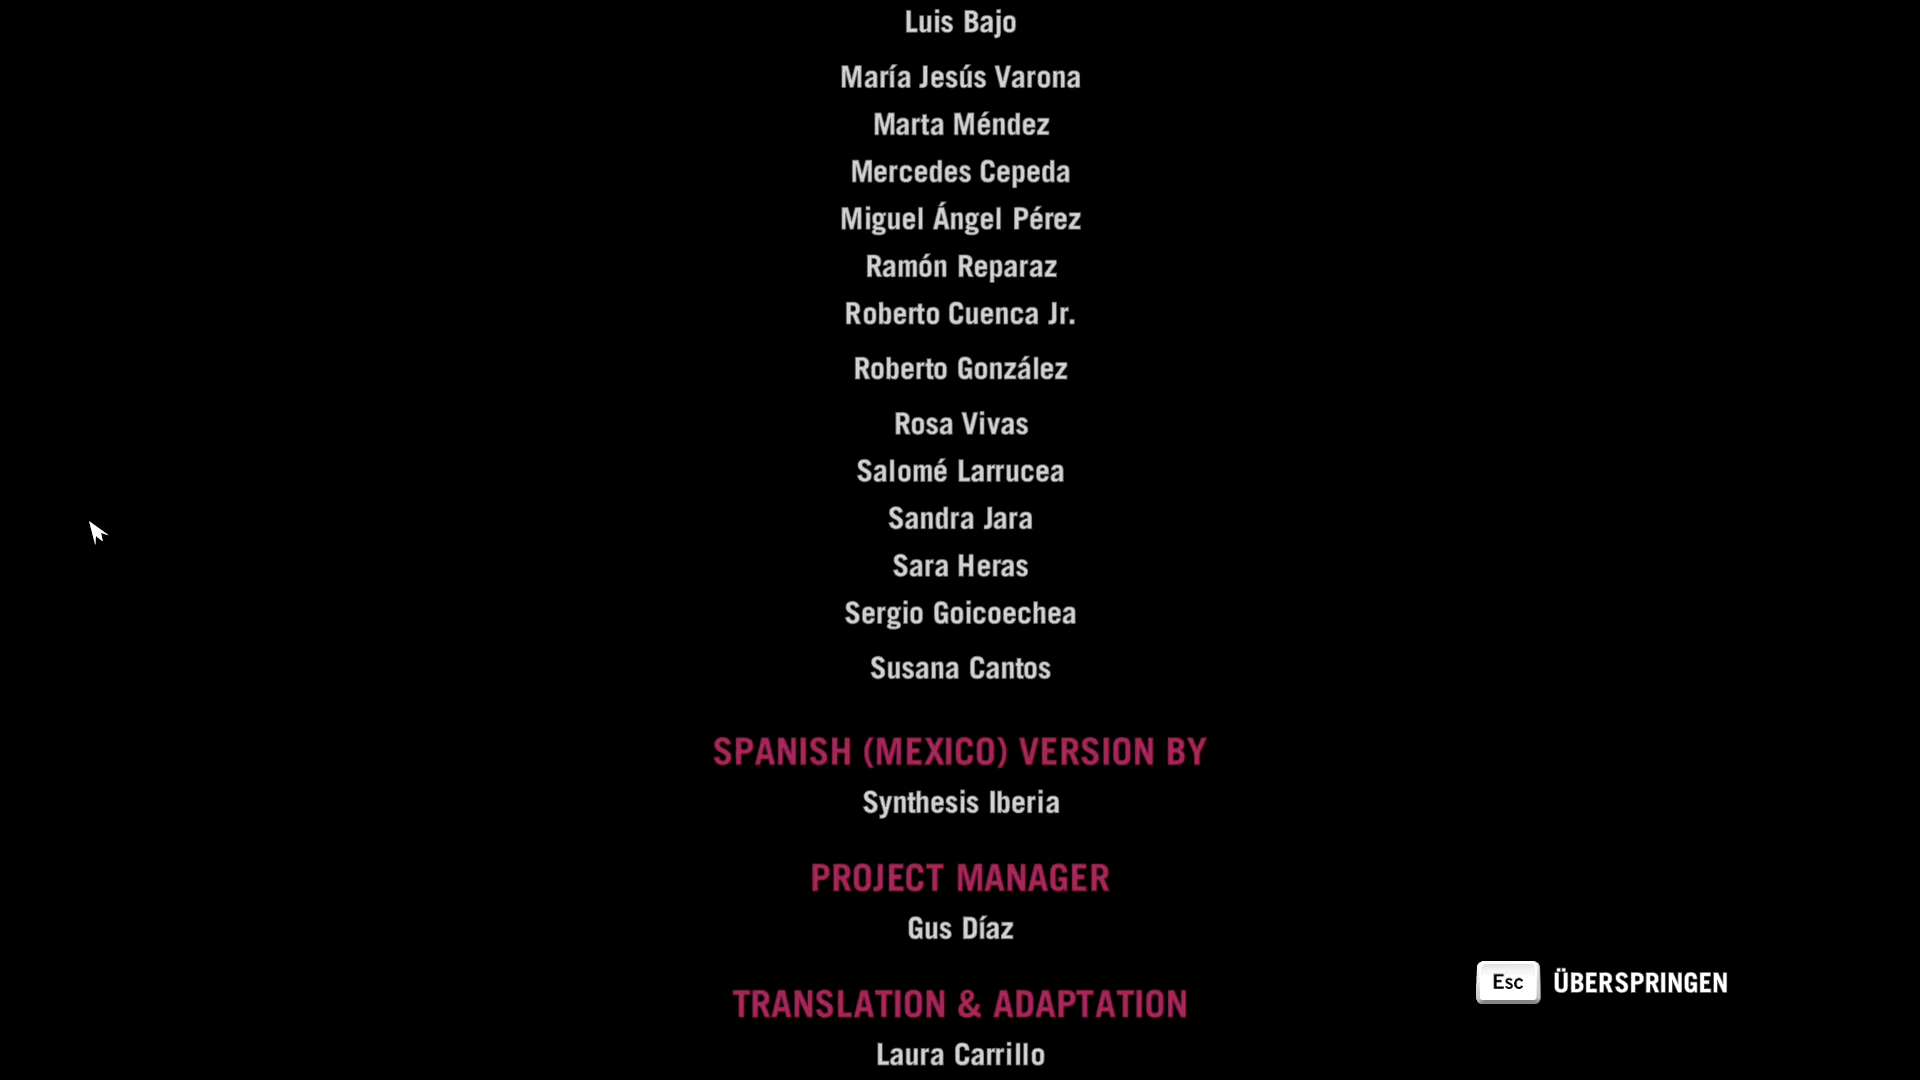 Luis Bajo
María Jesús Varona
Marta Méndez
Mercedes Cepeda
Miguel Ángel Pérez
Ramón Reparaz
Roberto Cuenca Jr.
Roberto González
Rosa Vivas
Salomé Larrucea
Sandra Jara
Sara Heras
Sergio Goicoechea
Susana Cantos
SPANISH (MEXICO) VERSION BY
Synthesis Iberia
PROJECT MANAGER
Gus Díaz
Esc ÜBERSPRINGEN
TRANSLATION & ADAPTATION
Laura Carrillo